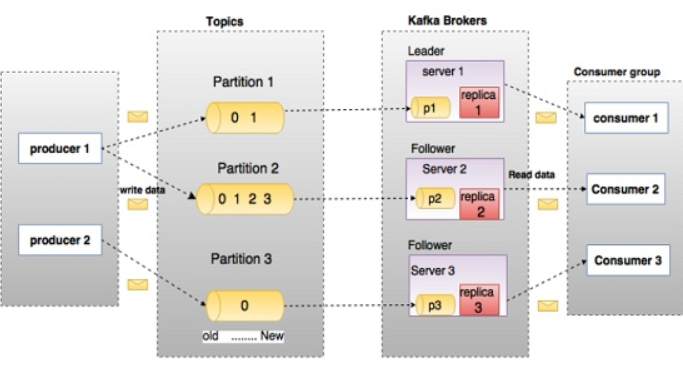 Topics
Kafka Brokers
Leader
server 1
Consumer group
Partition 1
0 1
p1
replica
1
consumer 1
producer 1
Partition 2
Follower
Server 2
Read data
write data
0 1 2 3
p2
replica
2
Consumer 2
producer 2
Partition 3
Follower
Server 3
Consumer 3
0
p3
replica
3
old ........ New